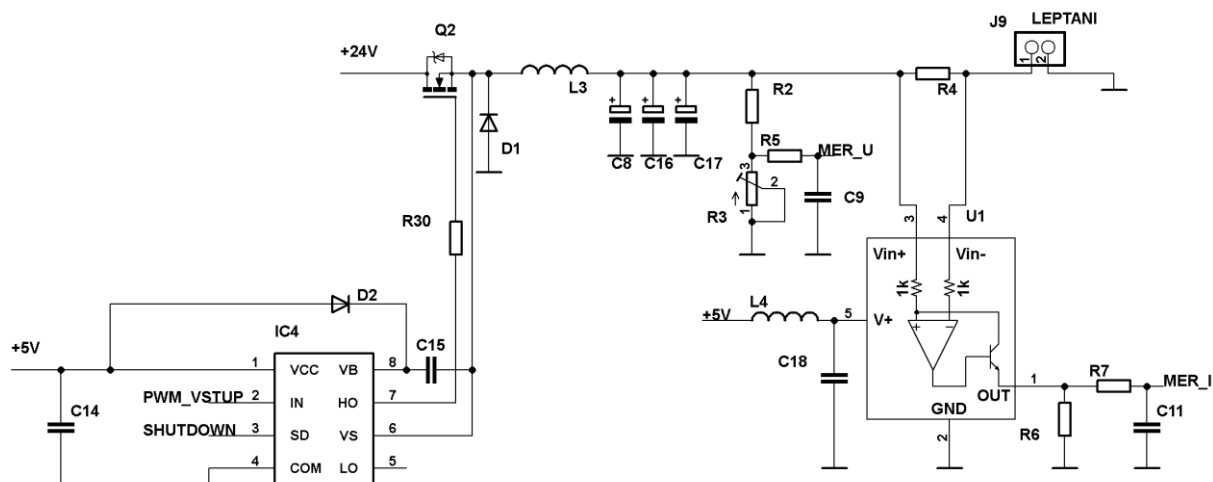 J9 LEPTANI
Q2
+24V
1
2
L3
R4
R2
D1
C8
C16
C17
R5
MER_U
3
2
R3
1
C9
R30
3
4
U1
Vin+
Vin-
1k
1k
D2
L4
+5V
5
V+
IC4
C15
+5V
1
VCC
VB
8
C18
PWM_VSTUP
2
IN
HO
7
OUT
1
R7
MER_I
C14
SHUTDOWN
3
SD
VS
6
GND
2
R6
C11
4
COM
LO
5